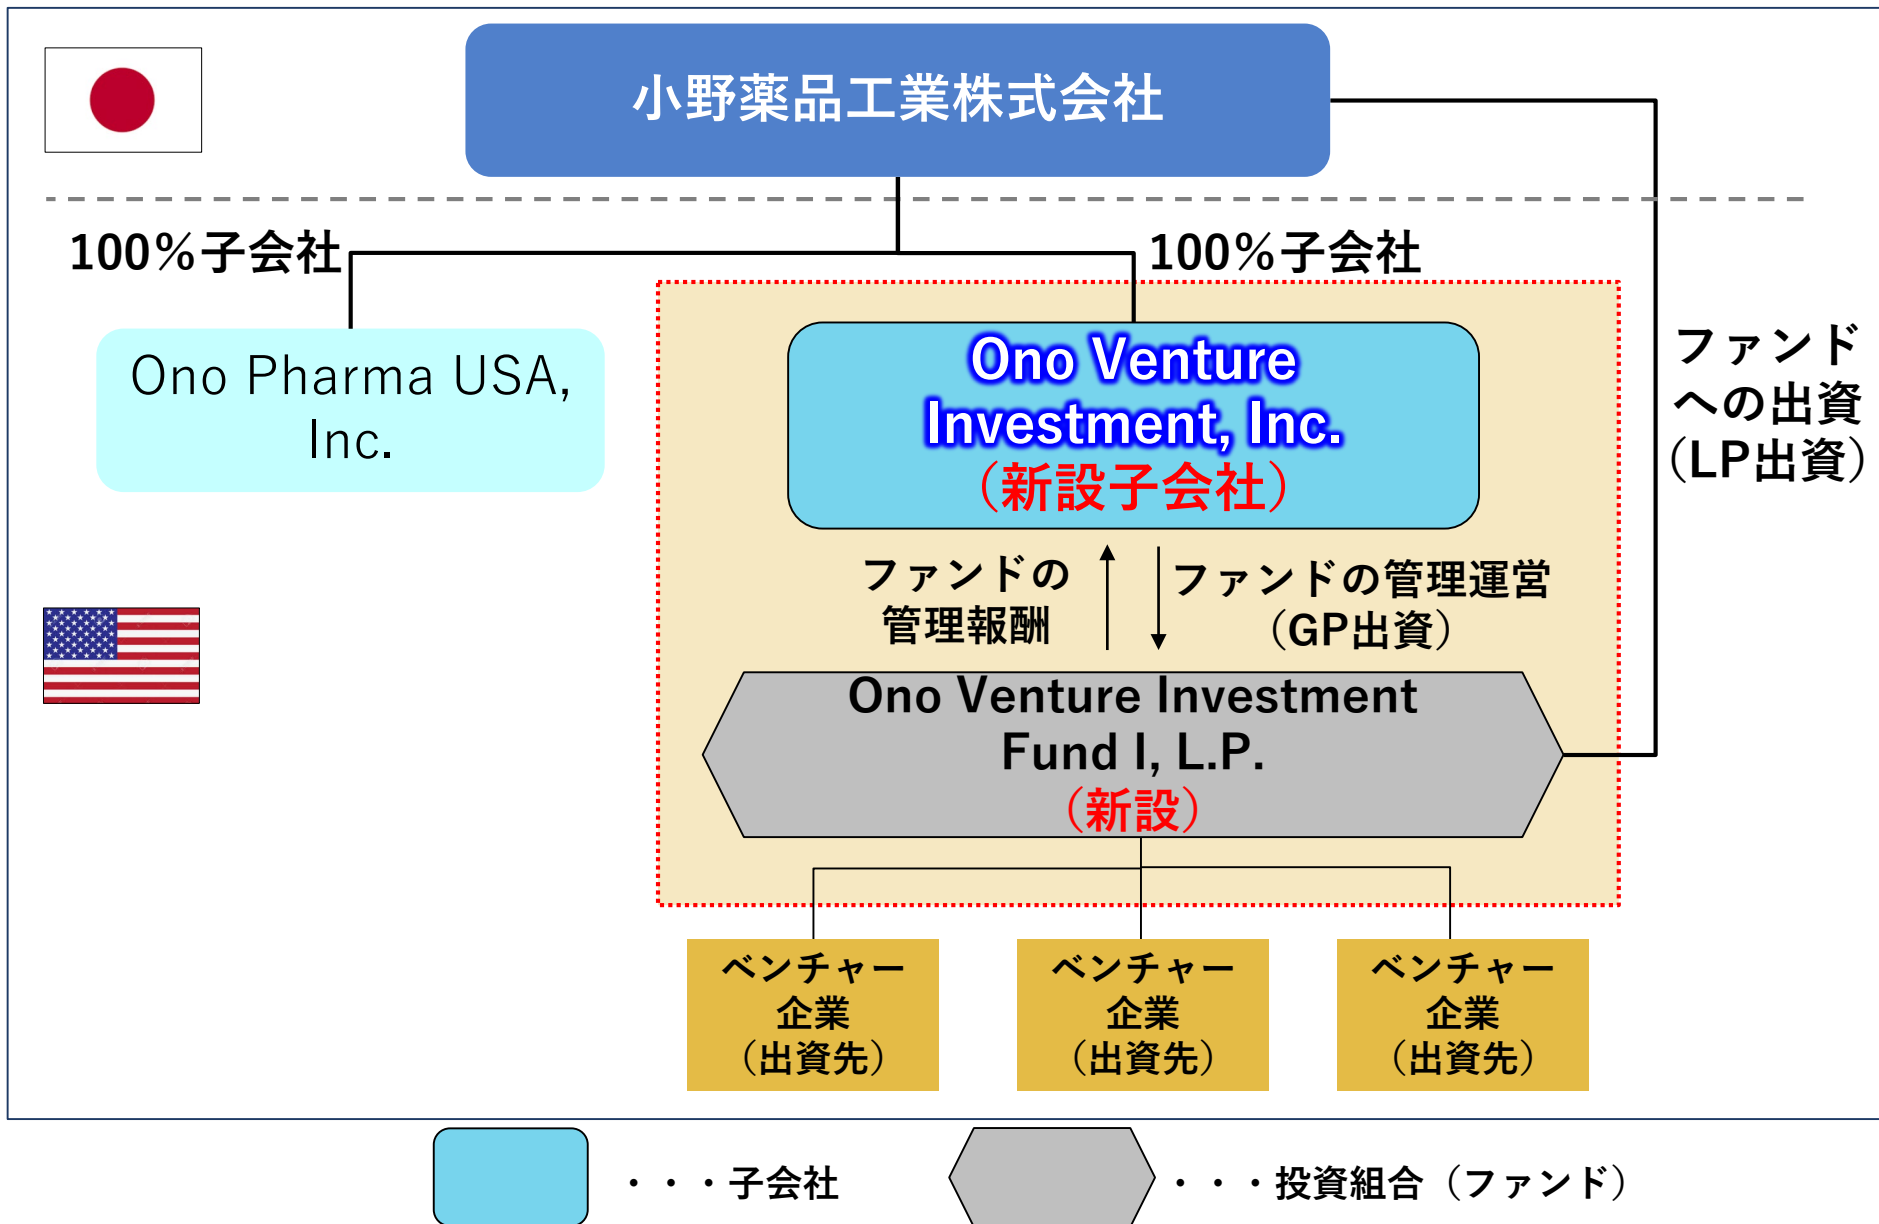 小野薬品工業株式会社
100%子会社
100%子会社
Ono Pharma USA,
Inc.
Ono Venture
Investment, Inc.
（新設子会社）
ファンド
への出資
（LP出資）
ファンドの
管理報酬
ファンドの管理運営
（GP出資）
Ono Venture Investment
Fund I, L.P.
（新設）
ベンチャー
企業
（出資先）
ベンチャー
企業
（出資先）
ベンチャー
企業
（出資先）
・・・子会社
・・・投資組合（ファンド）